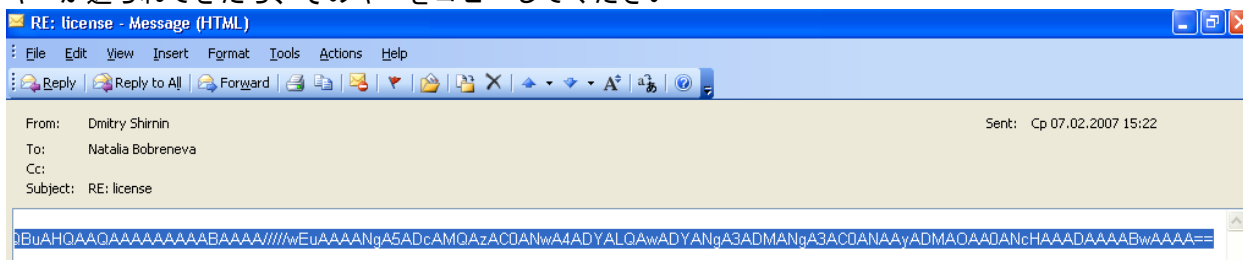 キーが送られてきたら、そのキーをコピーしてください
RE: license - Message (HTML)
File Edit View Insert Format Tools Actions Help
Reply Reply to All Forward
From: Dmitry Shirnin Sent: Cp 07.02.2007 15:22
To: Natalia Bobreneva
Cc:
Subject: RE: license
QBuAHQAAQAAAAAAAAABAAAA/////wEuAAAANgA5ADcAMQAzAC0ANwA4ADYALQAwADYANgA3ADMANgA3AC0ANAAyADMAOAA0ANcHAAADAAAABwAAAA==